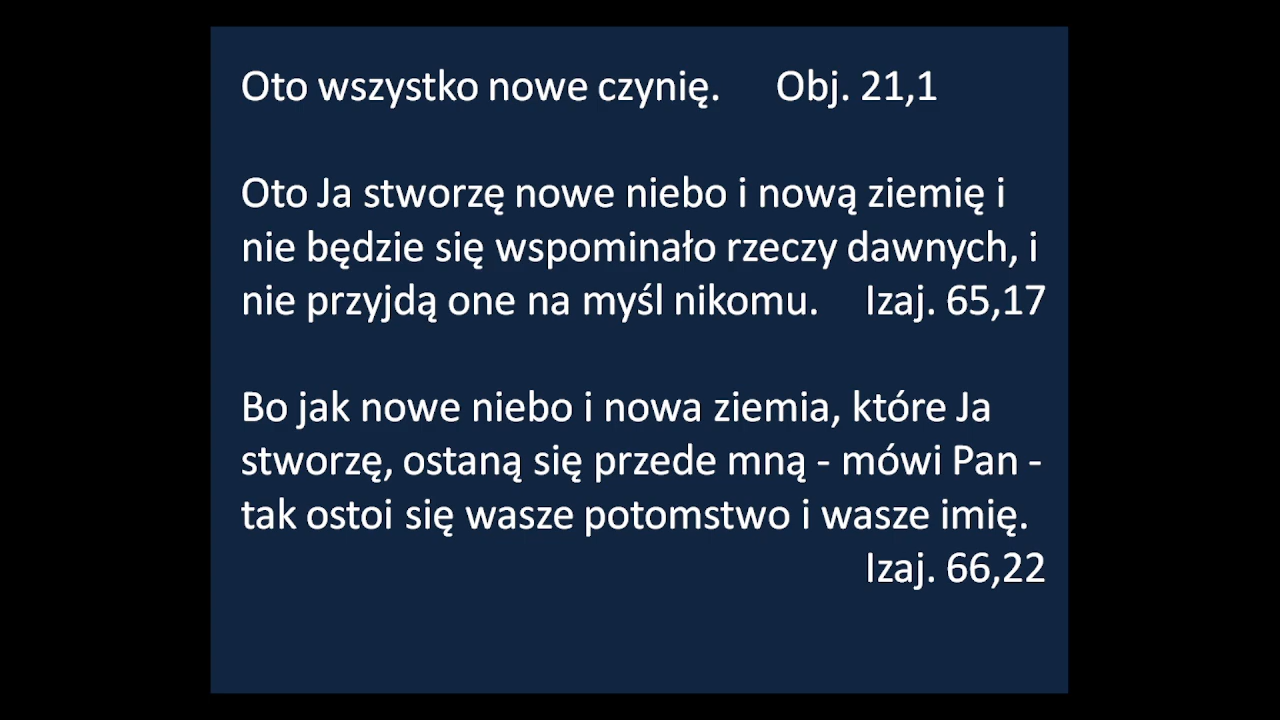 Oto wszystko nowe czynię. Obj. 21,1
Oto Ja stworzę nowe niebo i nową ziemię i
nie będzie się wspominało rzeczy dawnych, i
nie przyjdą one na myśl nikomu. Izaj. 65,17
Bo jak nowe niebo i nowa ziemia, które Ja
stworzę, ostaną się przede mną - mówi Pan -
tak ostoi się wasze potomstwo i wasze imię.
Izaj. 66,22